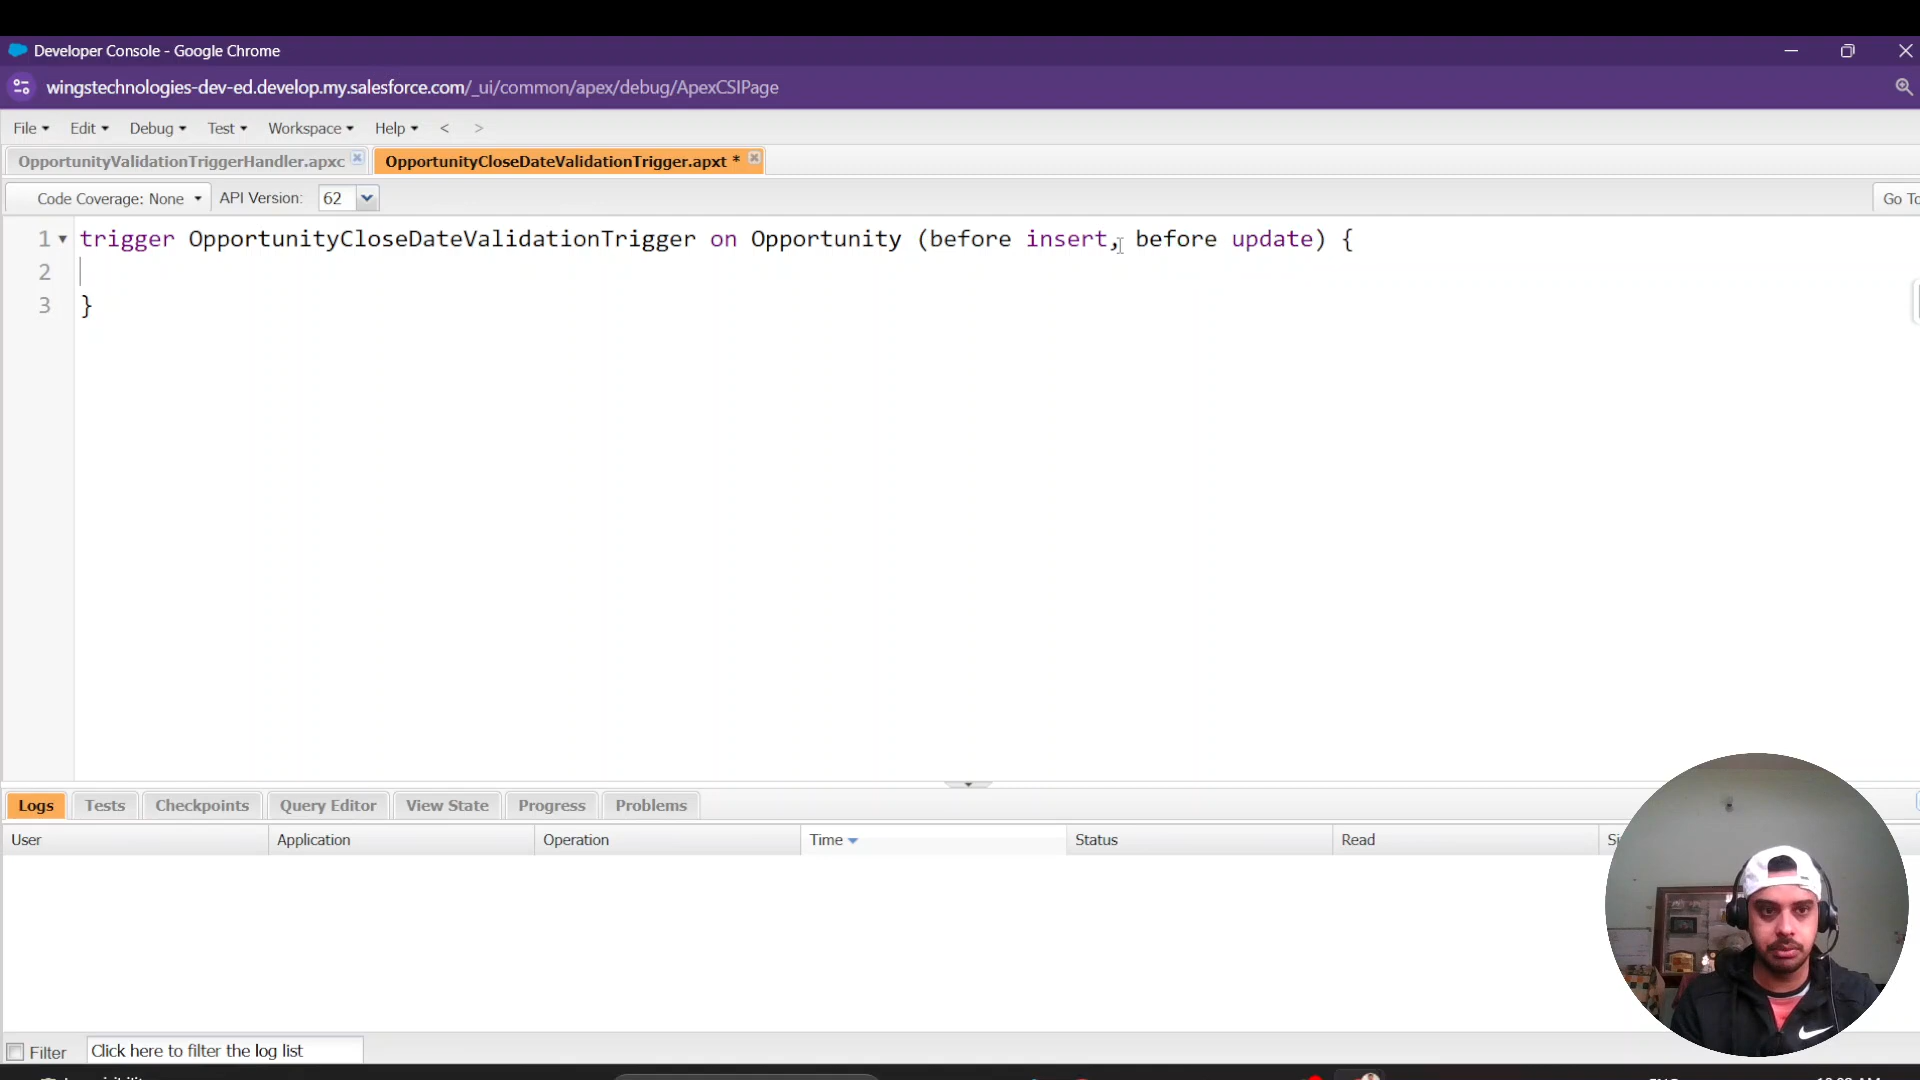 Developer Console - Google Chrome
wingstechnologies-dev-ed.develop.my.salesforce.com/_ui/common/apex/debug/ApexCSIPage
File Edit Debug Test Workspace Help < >
OpportunityValidationTriggerHandler.apxc OpportunityCloseDateValidationTrigger.apxt *
Code Coverage: None API Version: 62 Go To
1 trigger OpportunityCloseDateValidationTrigger on Opportunity (before insert, before update) {
2
3 }
Logs Tests Checkpoints Query Editor View State Progress Problems
User Application Operation Time Status Read
Filter Click here to filter the log list